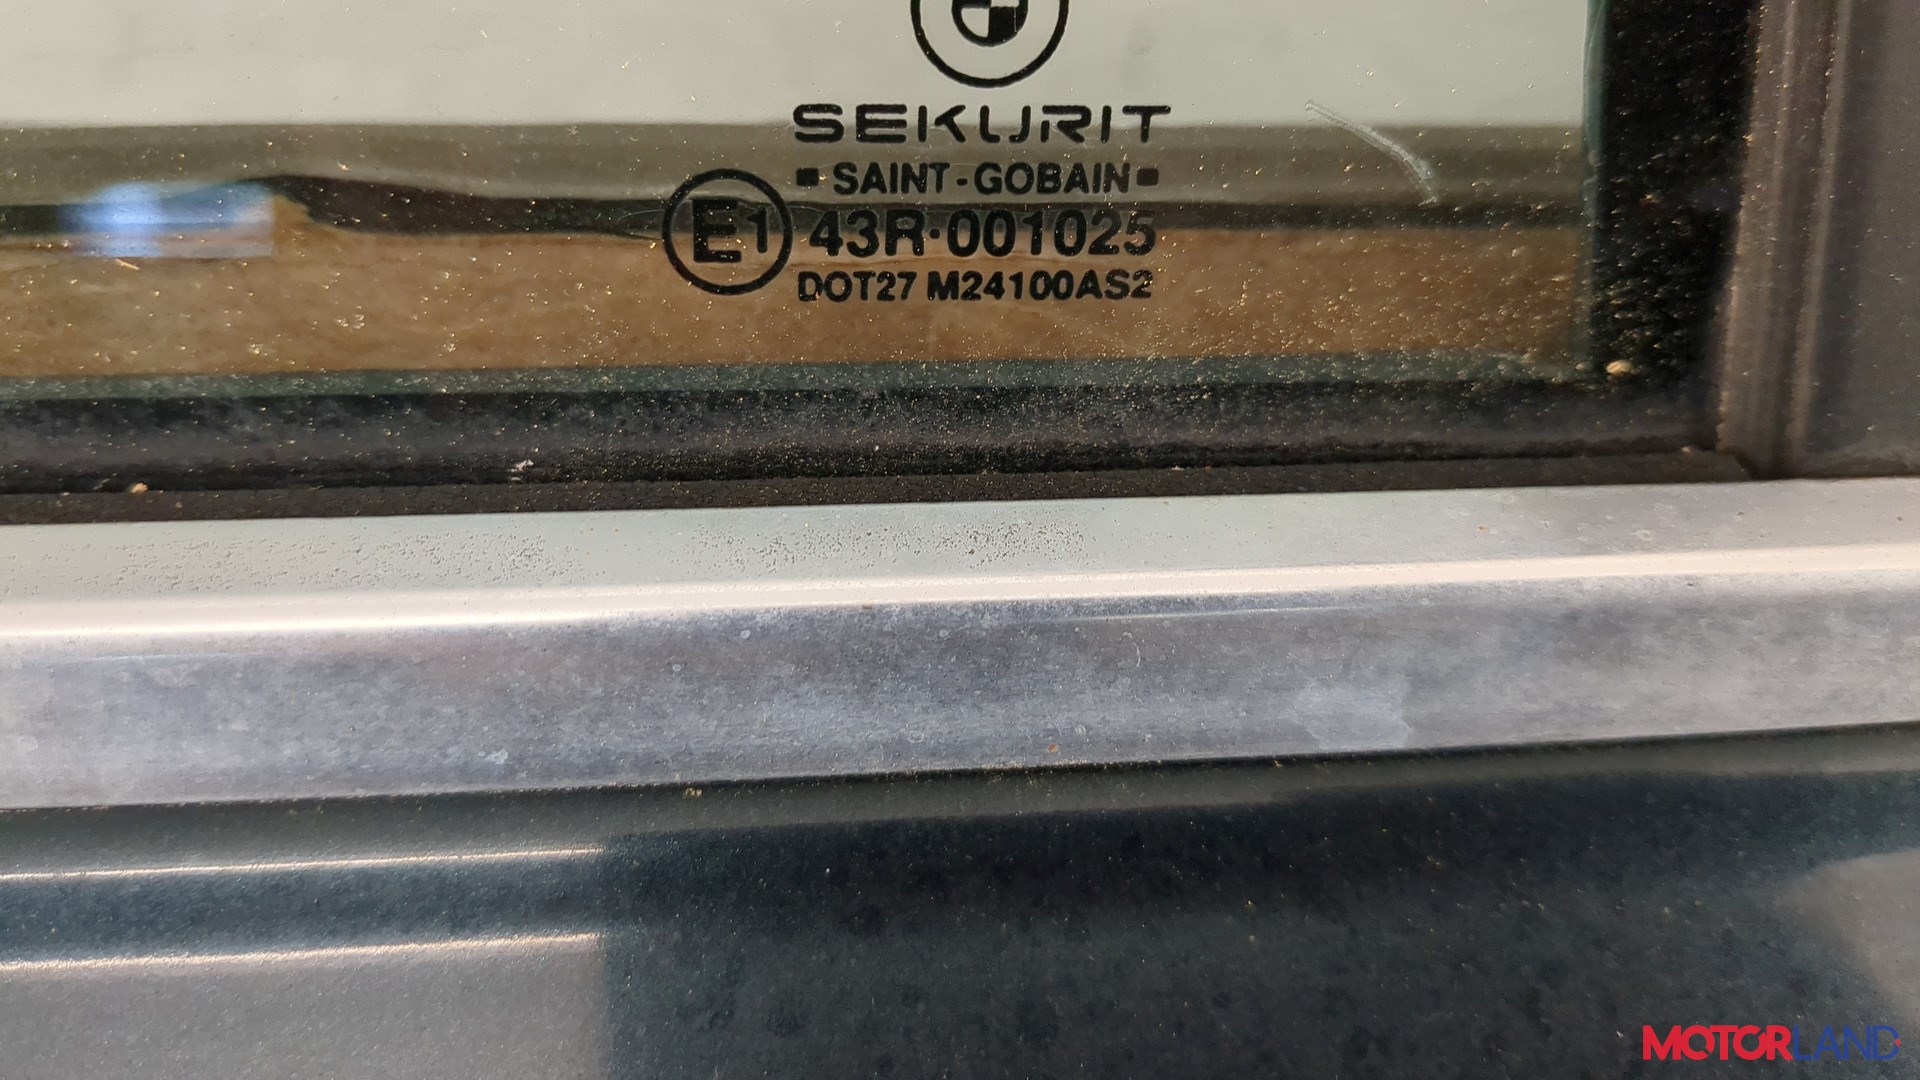 SEKURIT
SAINT-GOBAIN
E1 43R·001025
DOT27 M24100AS2
MOTORLAND